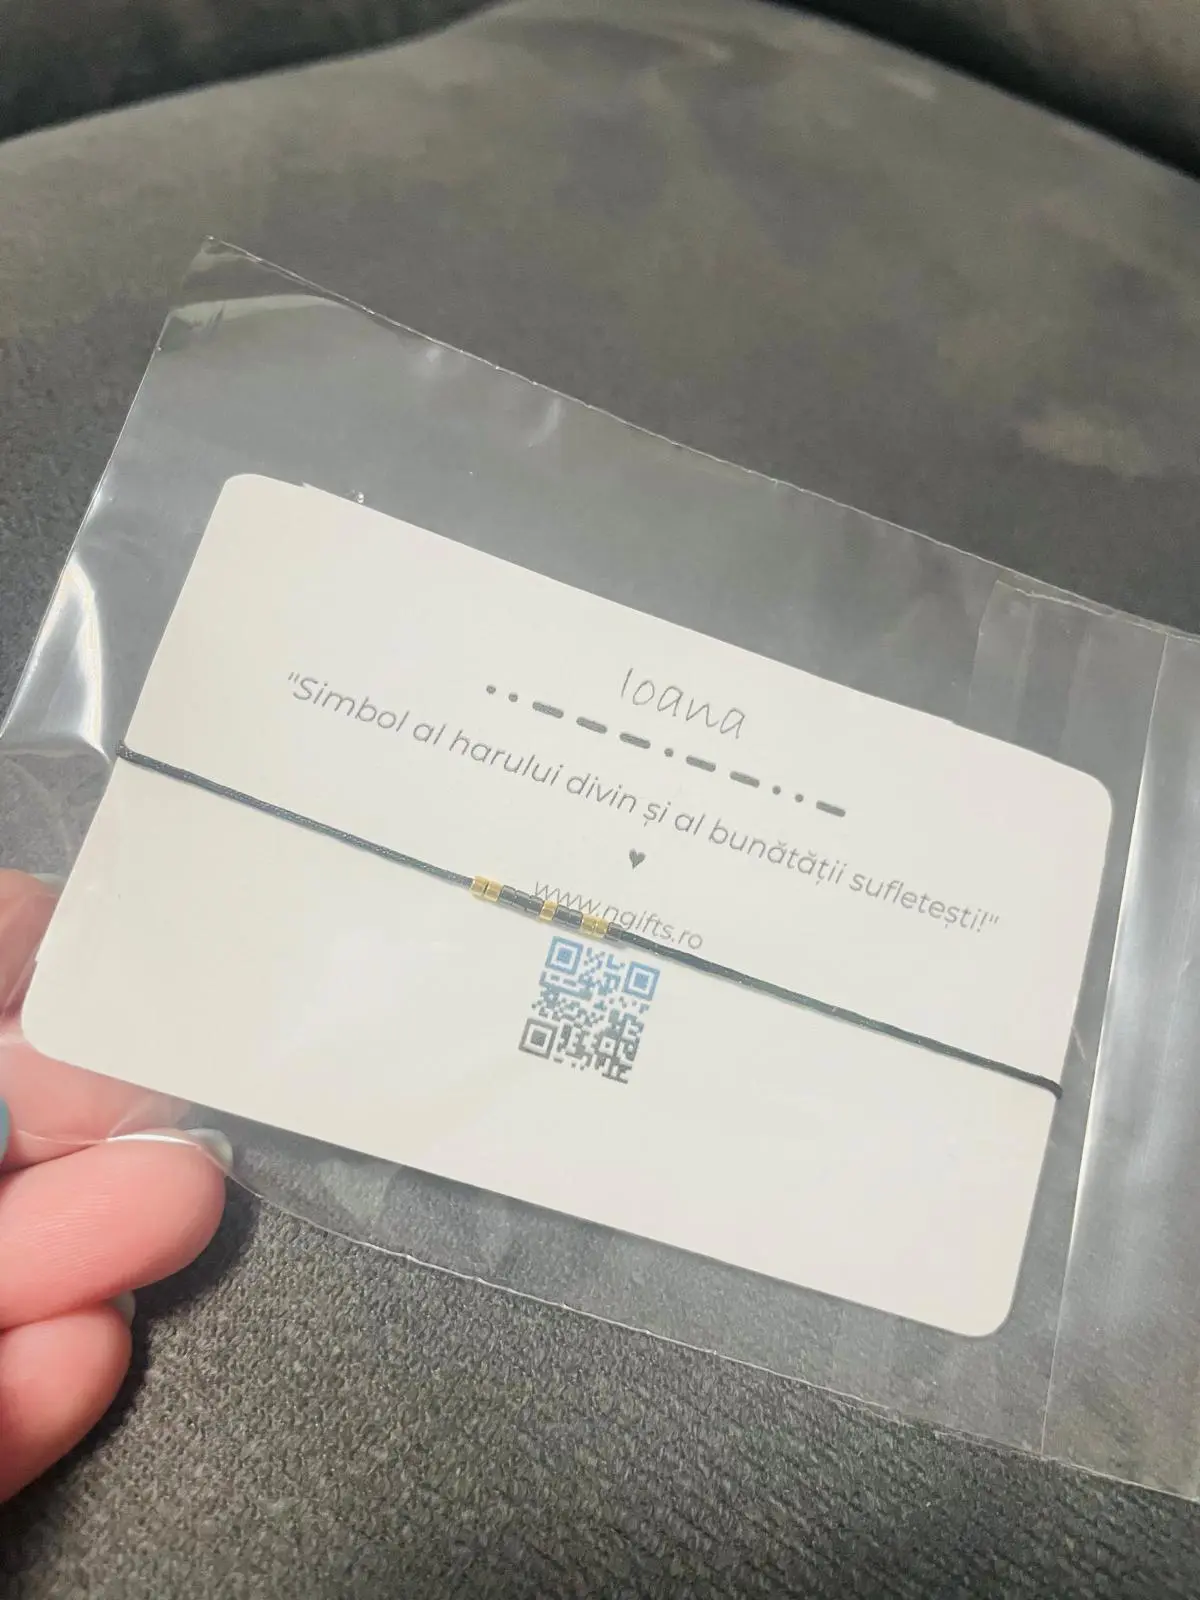 Ioana
••———•——••—
"Simbol al harului divin și al bunătății sufletești!"
♥
www.ngifts.ro